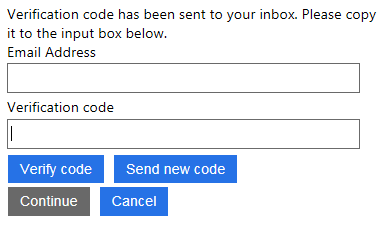 Verification code has been sent to your inbox. Please copy
it to the input box below.
Email Address
Verification code
Verify code Send new code
Continue Cancel